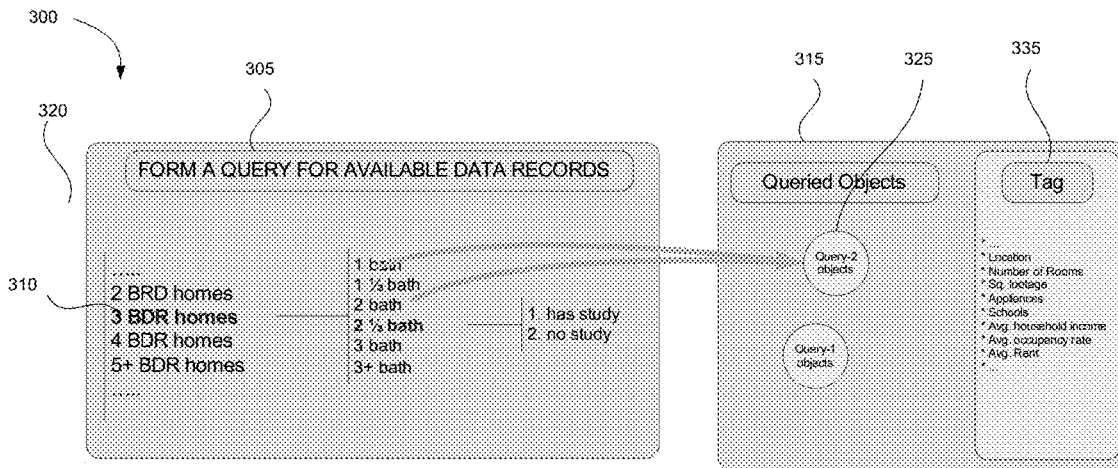 300
305
315
325
335
320
FORM A QUERY FOR AVAILABLE DATA RECORDS
Queried Objects
Tag
310
.....
2 BRD homes
3 BDR homes
4 BDR homes
5+ BDR homes
.....
1 bath
1 ½ bath
2 bath
2 ½ bath
3 bath
3+ bath
1. has study
2. no study
Query-2
objects
Query-1
objects
* ...
* Location
* Number of Rooms
* Sq. footage
* Appliances
* Schools
* Avg. household income
* Avg. occupancy rate
* Avg. Rent
* ...